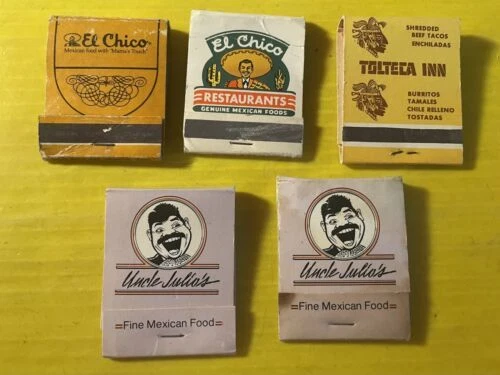 El Chico
Mexican food with "Mama's Touch"
El Chico
RESTAURANTS
GENUINE MEXICAN FOODS
SHREDDED
BEEF TACOS
ENCHILADAS
TOLTECA INN
BURRITOS
TAMALES
CHILE RELLENO
TOSTADAS
Uncle Julio's
Fine Mexican Food
Uncle Julio's
Fine Mexican Food